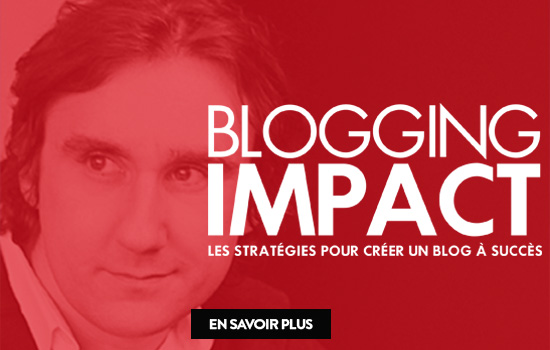 BLOGGING
IMPACT
LES STRATÉGIES POUR CRÉER UN BLOG À SUCCÈS
EN SAVOIR PLUS